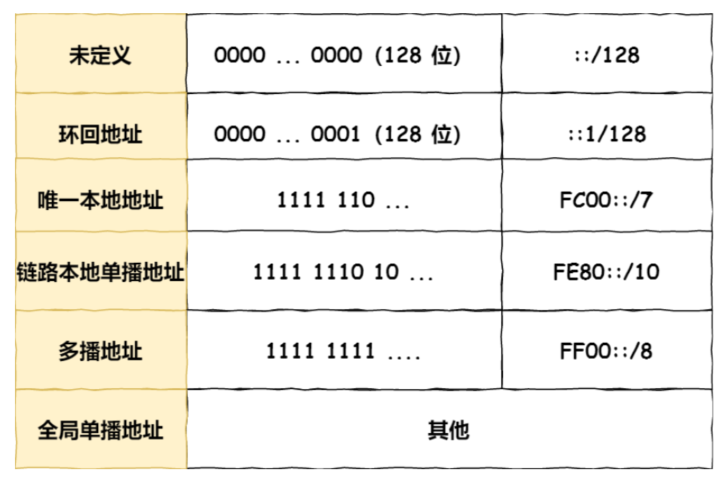 未定义 0000 ... 0000 (128 位) ::/128
环回地址 0000 ... 0001 (128 位) ::1/128
唯一本地地址 1111 110 ... FC00::/7
链路本地单播地址 1111 1110 10 ... FE80::/10
多播地址 1111 1111 .... FF00::/8
全局单播地址 其他